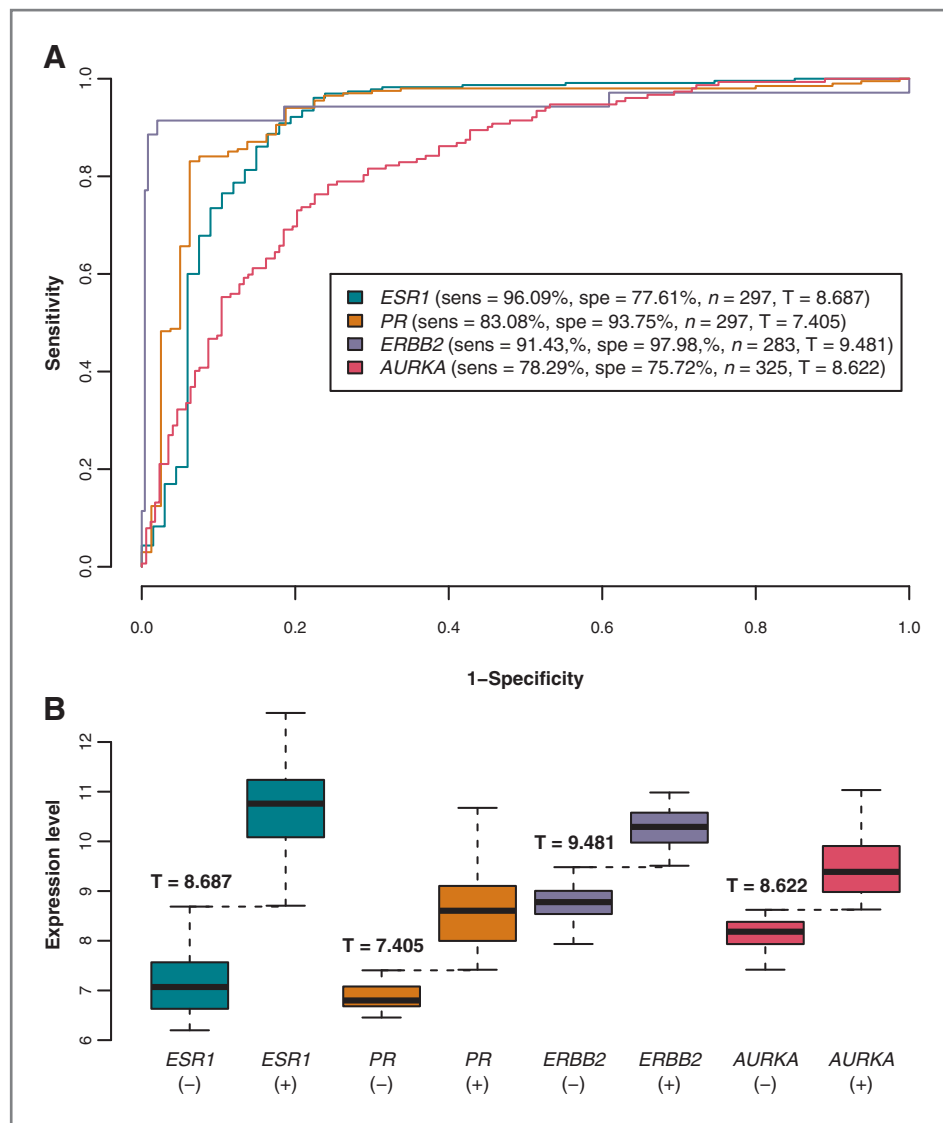 A
1.0
0.8
0.6
0.4
0.2
0.0
Sensitivity
ESR1 (sens = 96.09%, spe = 77.61%, n = 297, T = 8.687)
PR (sens = 83.08%, spe = 93.75%, n = 297, T = 7.405)
ERBB2 (sens = 91.43,%, spe = 97.98,%, n = 283, T = 9.481)
AURKA (sens = 78.29%, spe = 75.72%, n = 325, T = 8.622)
0.0 0.2 0.4 0.6 0.8 1.0
1–Specificity
B
12
11
10
9
8
7
6
Expression level
T = 8.687
T = 7.405
T = 9.481
T = 8.622
ESR1 ESR1 PR PR ERBB2 ERBB2 AURKA AURKA
(–) (+) (–) (+) (–) (+) (–) (+)